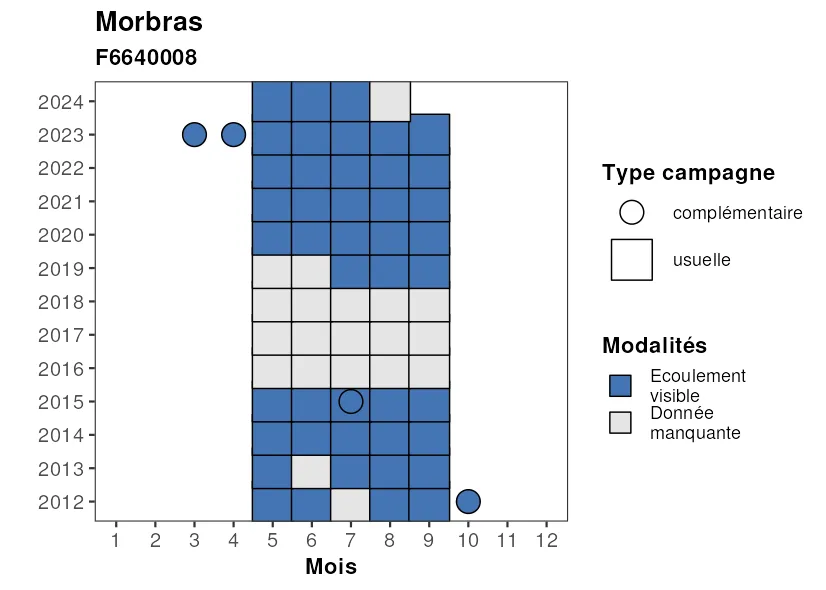 Morbras
F6640008
2024
2023
2022
2021
2020
2019
2018
2017
2016
2015
2014
2013
2012
1 2 3 4 5 6 7 8 9 10 11 12
Mois
Type campagne
complémentaire
usuelle
Modalités
Ecoulement
visible
Donnée
manquante